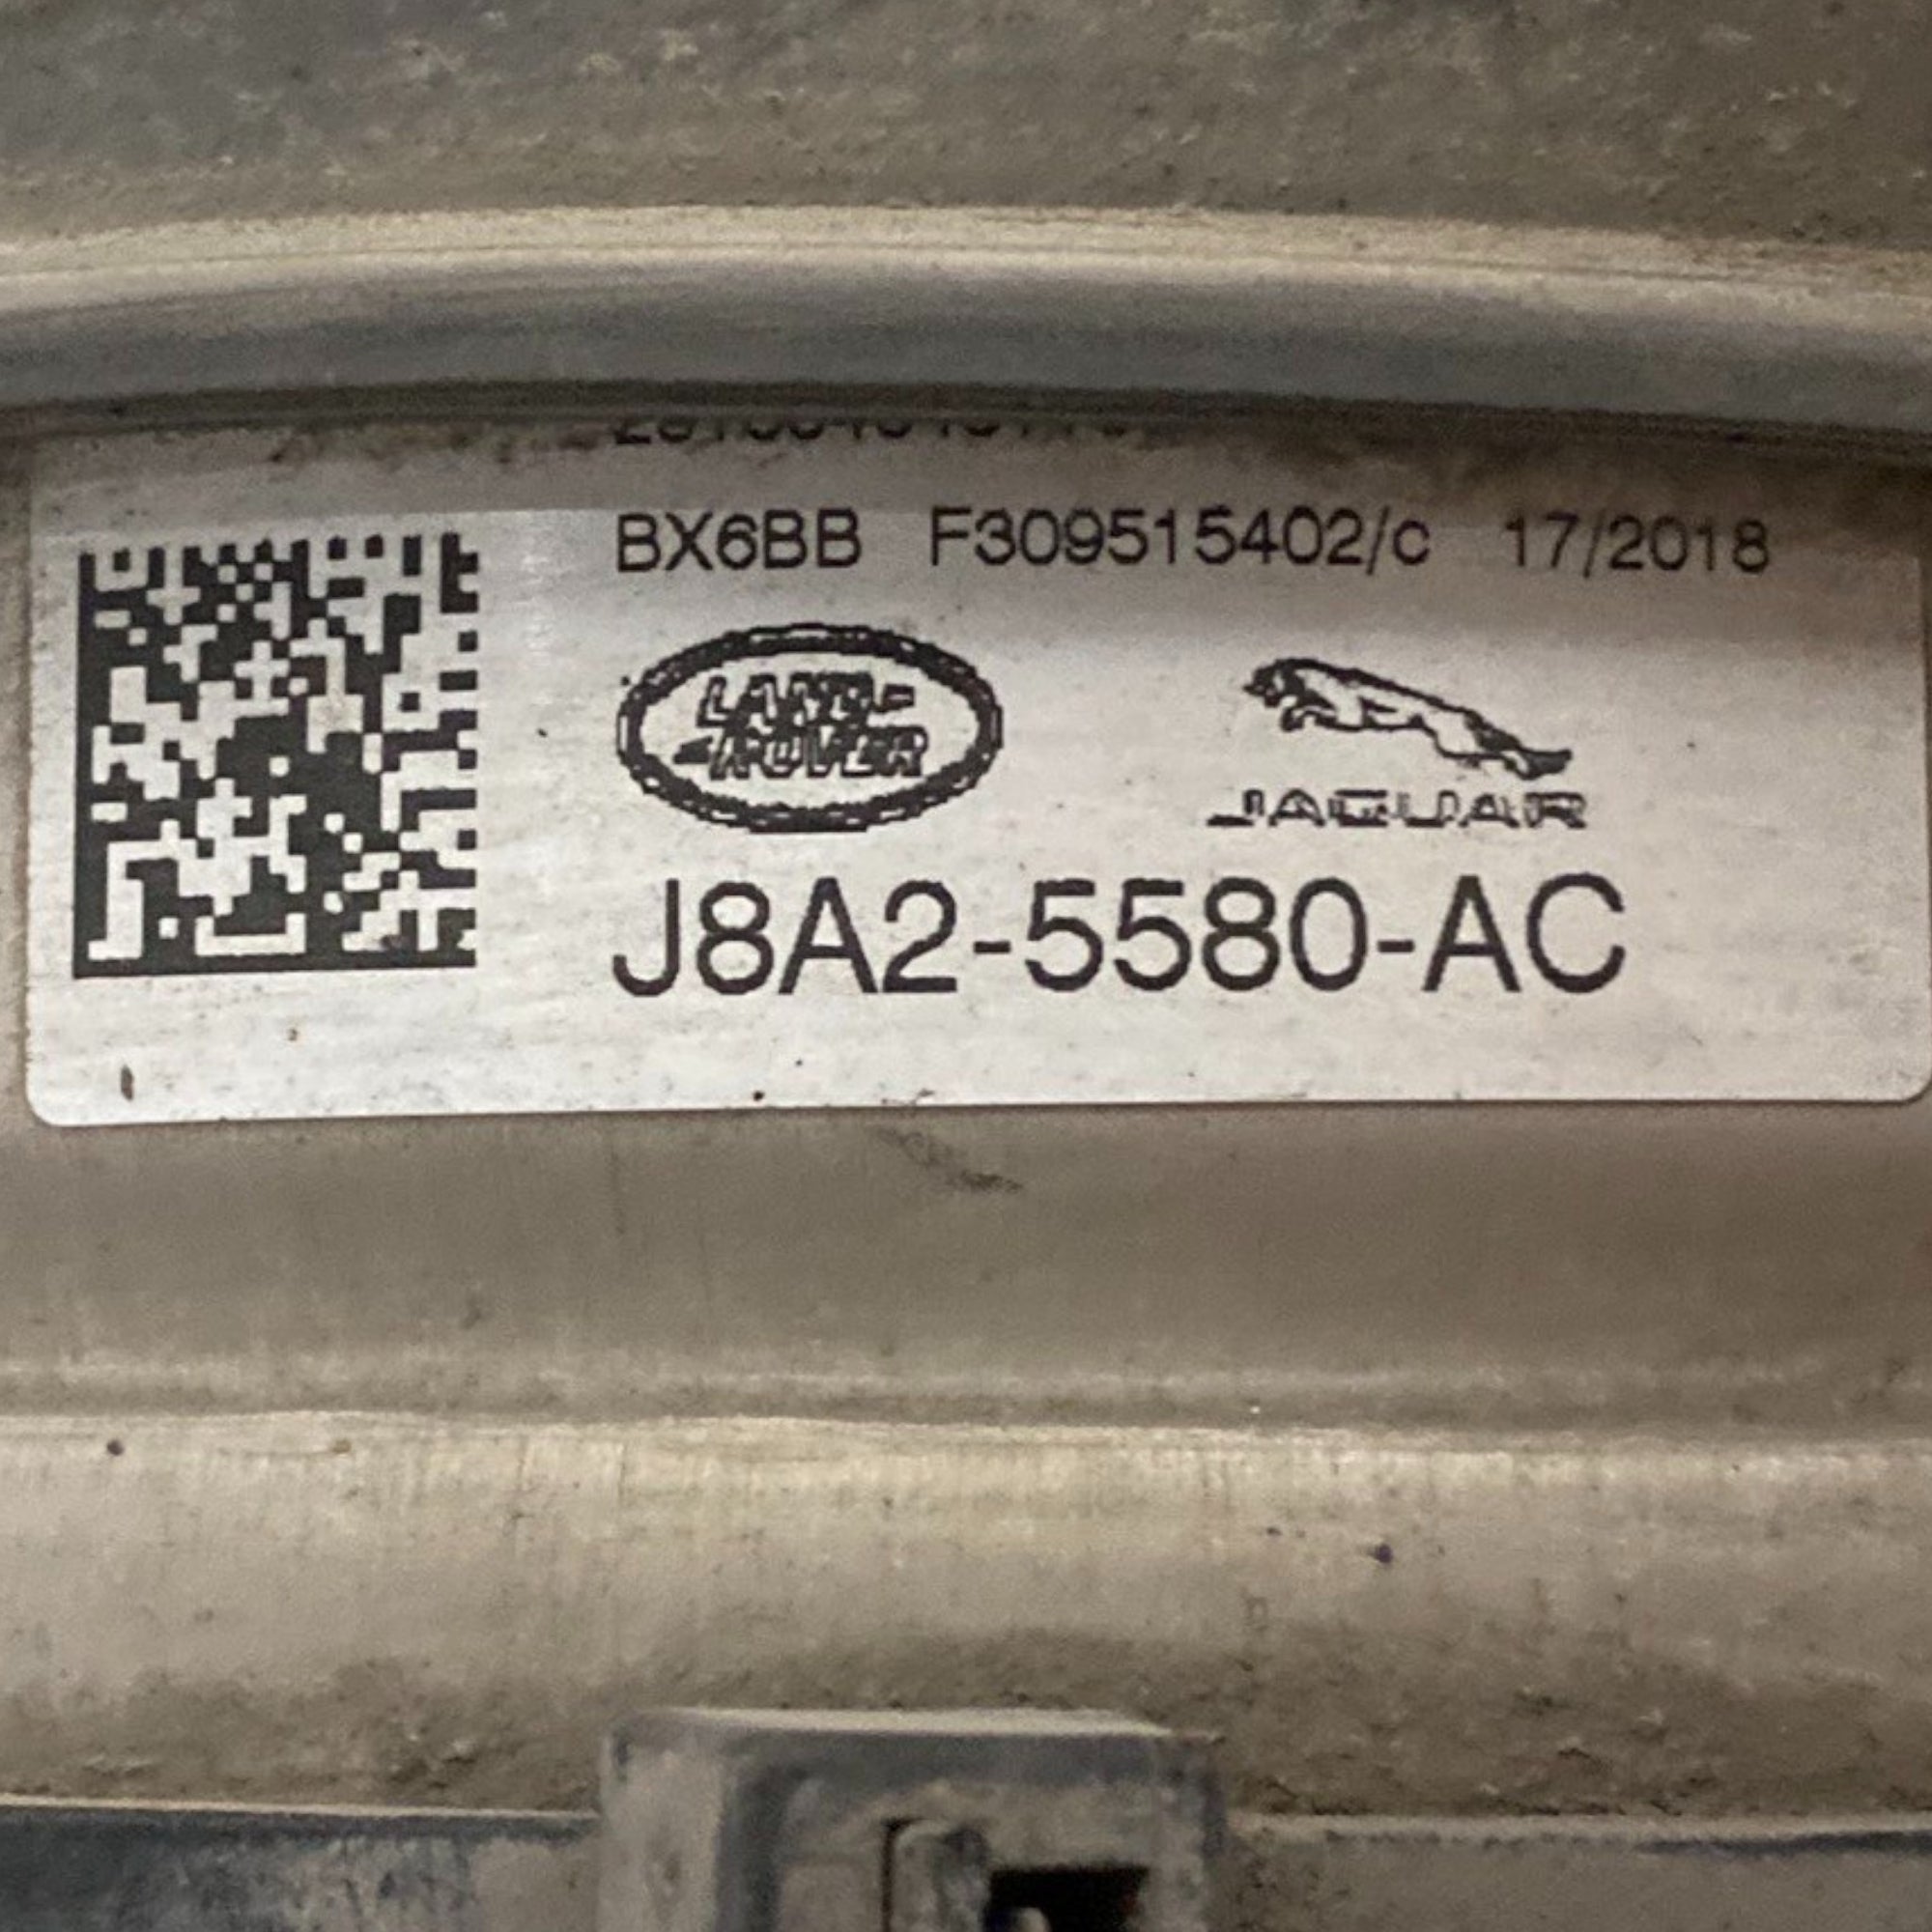 BX6BB F309515402/c 17/2018
LAND-
ROVER
JAGUAR
J8A2-5580-AC